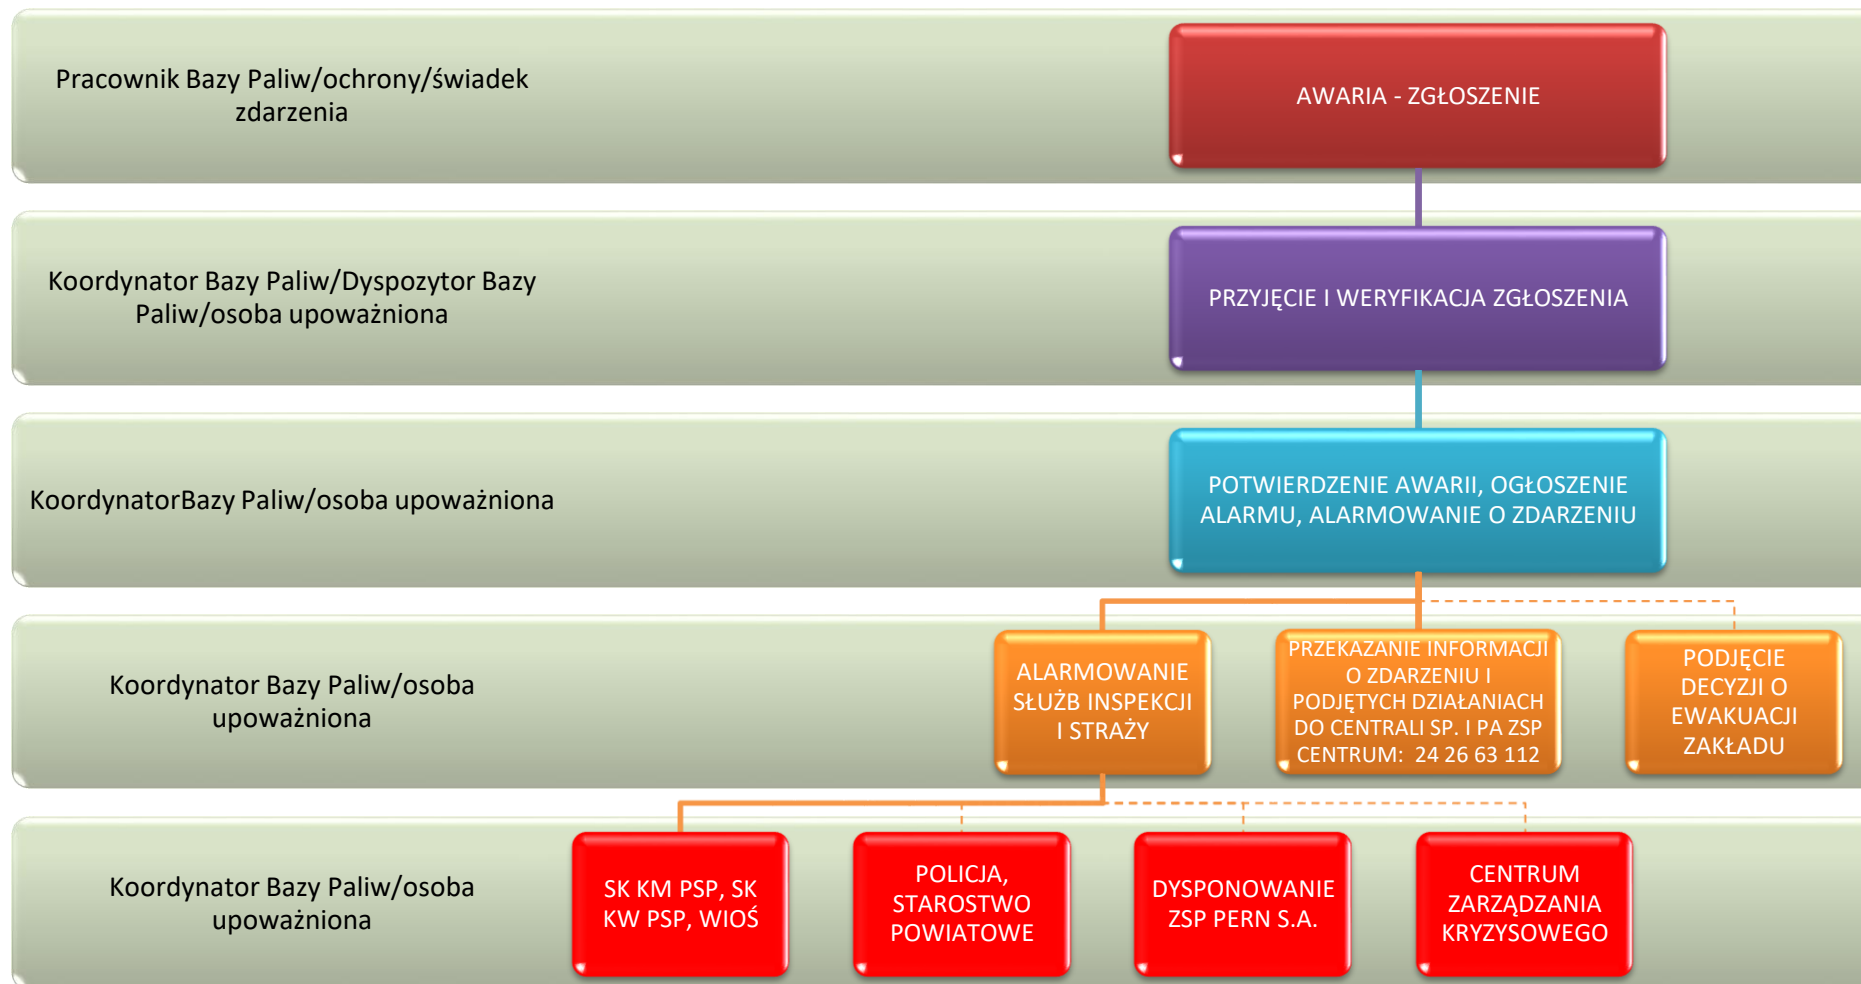 Pracownik Bazy Paliw/ochrony/świadek
zdarzenia
AWARIA - ZGŁOSZENIE
Koordynator Bazy Paliw/Dyspozytor Bazy
Paliw/osoba upoważniona
PRZYJĘCIE I WERYFIKACJA ZGŁOSZENIA
KoordynatorBazy Paliw/osoba upoważniona
POTWIERDZENIE AWARII, OGŁOSZENIE
ALARMU, ALARMOWANIE O ZDARZENIU
Koordynator Bazy Paliw/osoba
upoważniona
ALARMOWANIE
SŁUŻB INSPEKCJI
I STRAŻY
PRZEKAZANIE INFORMACJI
O ZDARZENIU I
PODJĘTYCH DZIAŁANIACH
DO CENTRALI SP. I PA ZSP
CENTRUM: 24 26 63 112
PODJĘCIE
DECYZJI O
EWAKUACJI
ZAKŁADU
Koordynator Bazy Paliw/osoba
upoważniona
SK KM PSP, SK
KW PSP, WIOŚ
POLICJA,
STAROSTWO
POWIATOWE
DYSPONOWANIE
ZSP PERN S.A.
CENTRUM
ZARZĄDZANIA
KRYZYSOWEGO